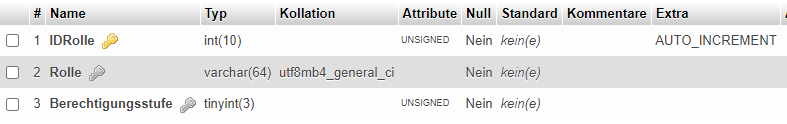 # Name Typ Kollation Attribute Null Standard Kommentare Extra
1 IDRolle int(10) UNSIGNED Nein kein(e) AUTO_INCREMENT
2 Rolle varchar(64) utf8mb4_general_ci Nein kein(e)
3 Berechtigungsstufe tinyint(3) UNSIGNED Nein kein(e)